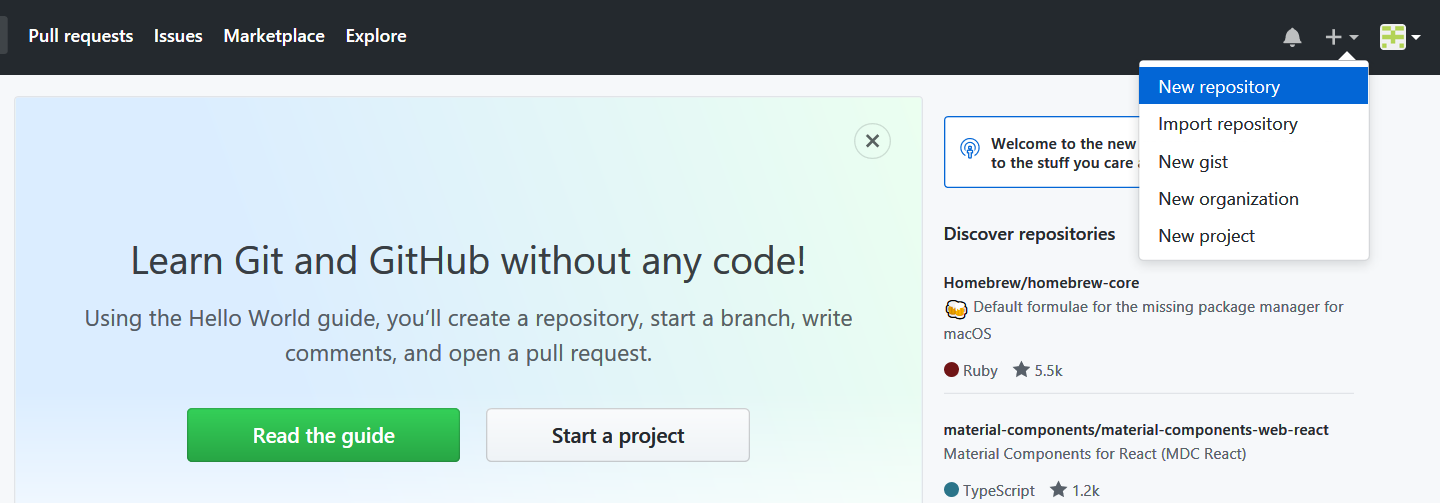 Pull requests Issues Marketplace Explore
New repository
Import repository
New gist
New organization
New project
Learn Git and GitHub without any code!
Using the Hello World guide, you’ll create a repository, start a branch, write
comments, and open a pull request.
Read the guide Start a project
Welcome to the new
to the stuff you care
Discover repositories
Homebrew/homebrew-core
Default formulae for the missing package manager for
macOS
Ruby 5.5k
material-components/material-components-web-react
Material Components for React (MDC React)
TypeScript 1.2k